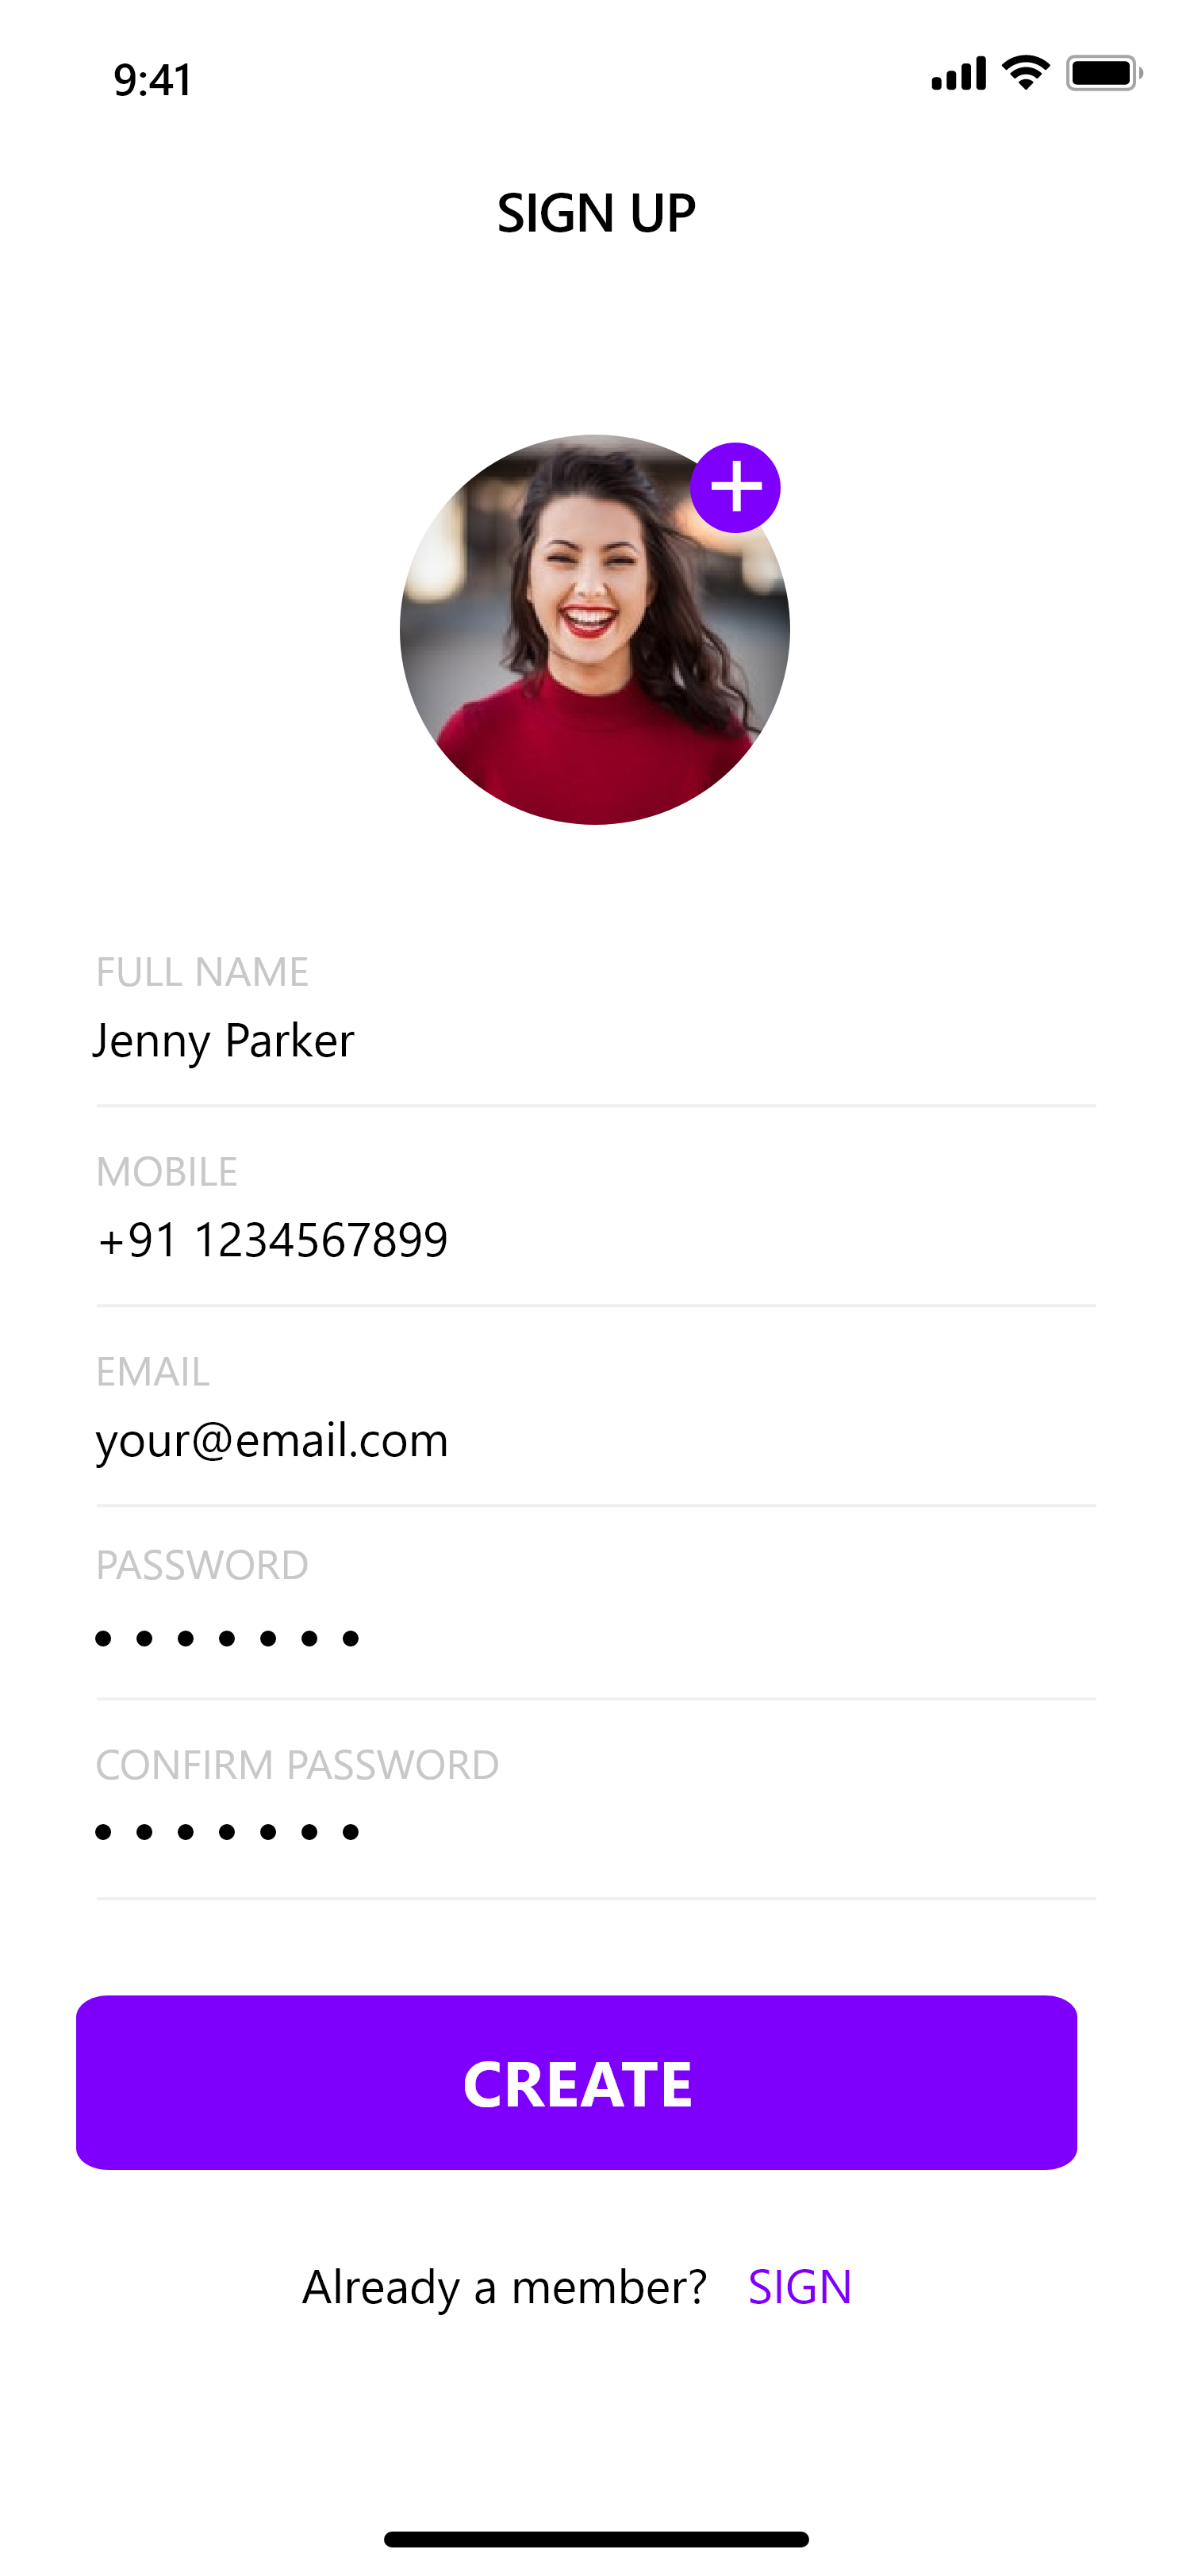 9:41
SIGN UP
FULL NAME
Jenny Parker
MOBILE
+91 1234567899
EMAIL
your@email.com
PASSWORD
• • • • • • •
CONFIRM PASSWORD
• • • • • • •
CREATE
Already a member? SIGN